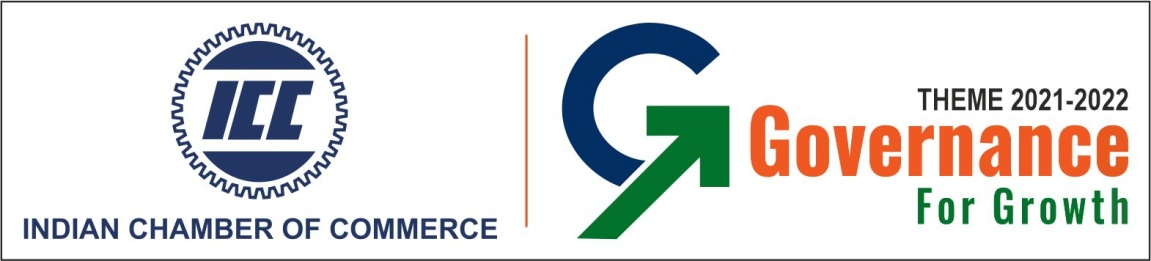 ICC
INDIAN CHAMBER OF COMMERCE
THEME 2021-2022
Governance
For Growth